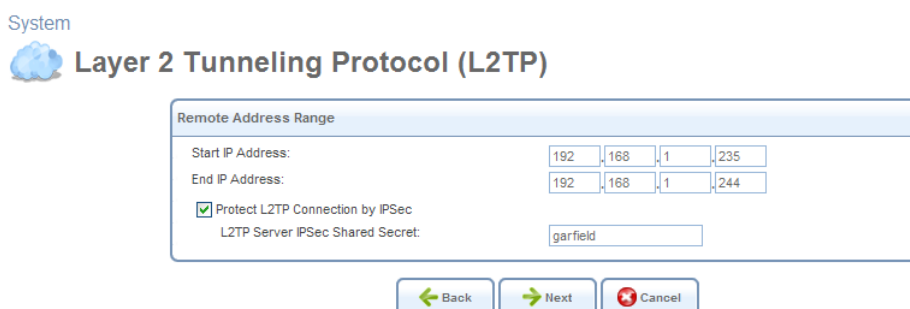 System
Layer 2 Tunneling Protocol (L2TP)
Remote Address Range
Start IP Address: 192 . 168 . 1 . 235
End IP Address: 192 . 168 . 1 . 244
Protect L2TP Connection by IPSec
L2TP Server IPSec Shared Secret: garfield
Back Next Cancel